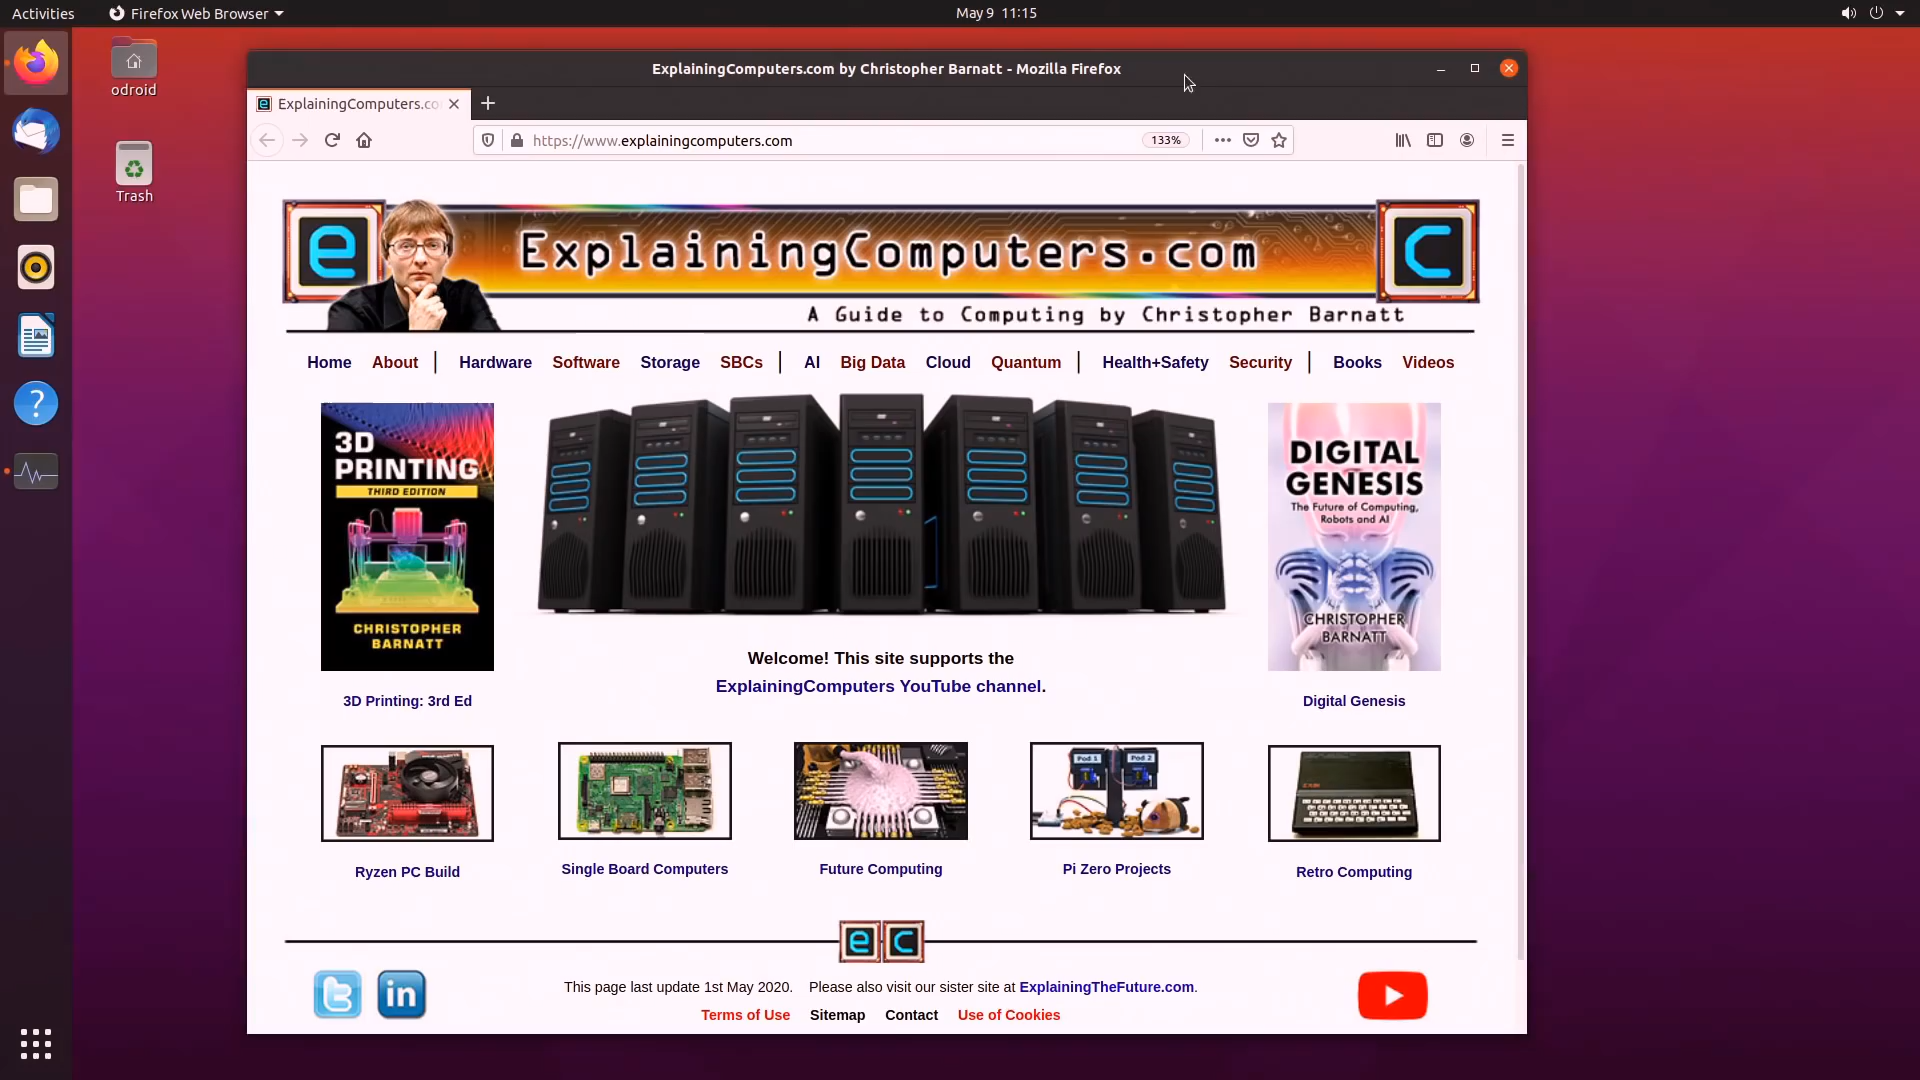 Activities Firefox Web Browser May 9 11:15
odroid
Trash
ExplainingComputers.com by Christopher Barnatt - Mozilla Firefox
ExplainingComputers.co
https://www.explainingcomputers.com 133%
e ExplainingComputers.com c
A Guide to Computing by Christopher Barnatt
Home About | Hardware Software Storage SBCs | AI Big Data Cloud Quantum | Health+Safety Security | Books Videos
3D
PRINTING
THIRD EDITION
CHRISTOPHER
BARNATT
DIGITAL
GENESIS
The Future of Computing,
Robots and AI
CHRISTOPHER
BARNATT
Welcome! This site supports the
ExplainingComputers YouTube channel.
3D Printing: 3rd Ed
Digital Genesis
Pod 1 Pod 2
Ryzen PC Build
Single Board Computers
Future Computing
Pi Zero Projects
Retro Computing
e c
in
This page last update 1st May 2020. Please also visit our sister site at ExplainingTheFuture.com.
Terms of Use Sitemap Contact Use of Cookies